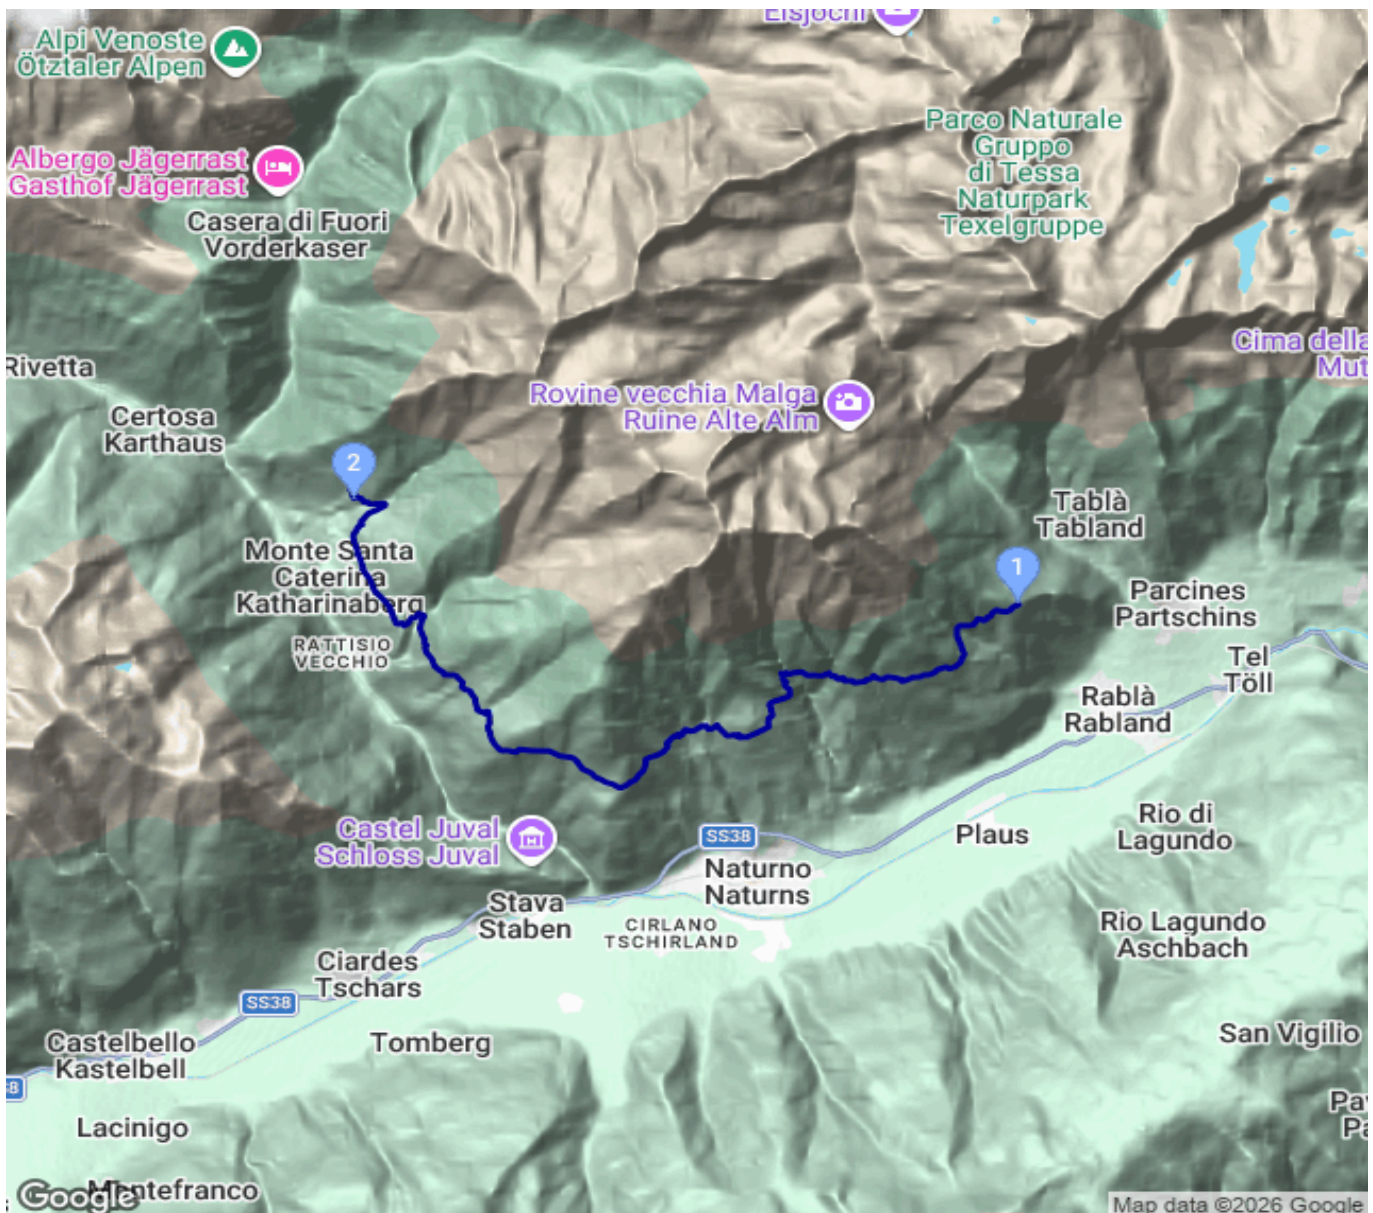 Eisjöchl
Alpi Venoste
Ötztaler Alpen
Parco Naturale
Gruppo
di Tessa
Naturpark
Texelgruppe
Albergo Jägerrast
Gasthof Jägerrast
Casera di Fuori
Vorderkaser
Cima della
Mut
Rivetta
Rovine vecchia Malga
Ruine Alte Alm
Certosa
Karthaus
2
Tablà
Tabland
1
Monte Santa
Caterina
Katharinaberg
Parcines
Partschins
RATTISIO
VECCHIO
Tel
Töll
Rablà
Rabland
Castel Juval
Schloss Juval
SS38
Plaus
Rio di
Lagundo
Naturno
Naturns
Stava
Staben
CIRLANO
TSCHIRLAND
Rio Lagundo
Aschbach
Ciardes
Tschars
SS38
Castelbello
Kastelbell
Tomberg
San Vigilio
38
Lacinigo
Pav
Pa
Montefranco
Google
Map data ©2026 Google